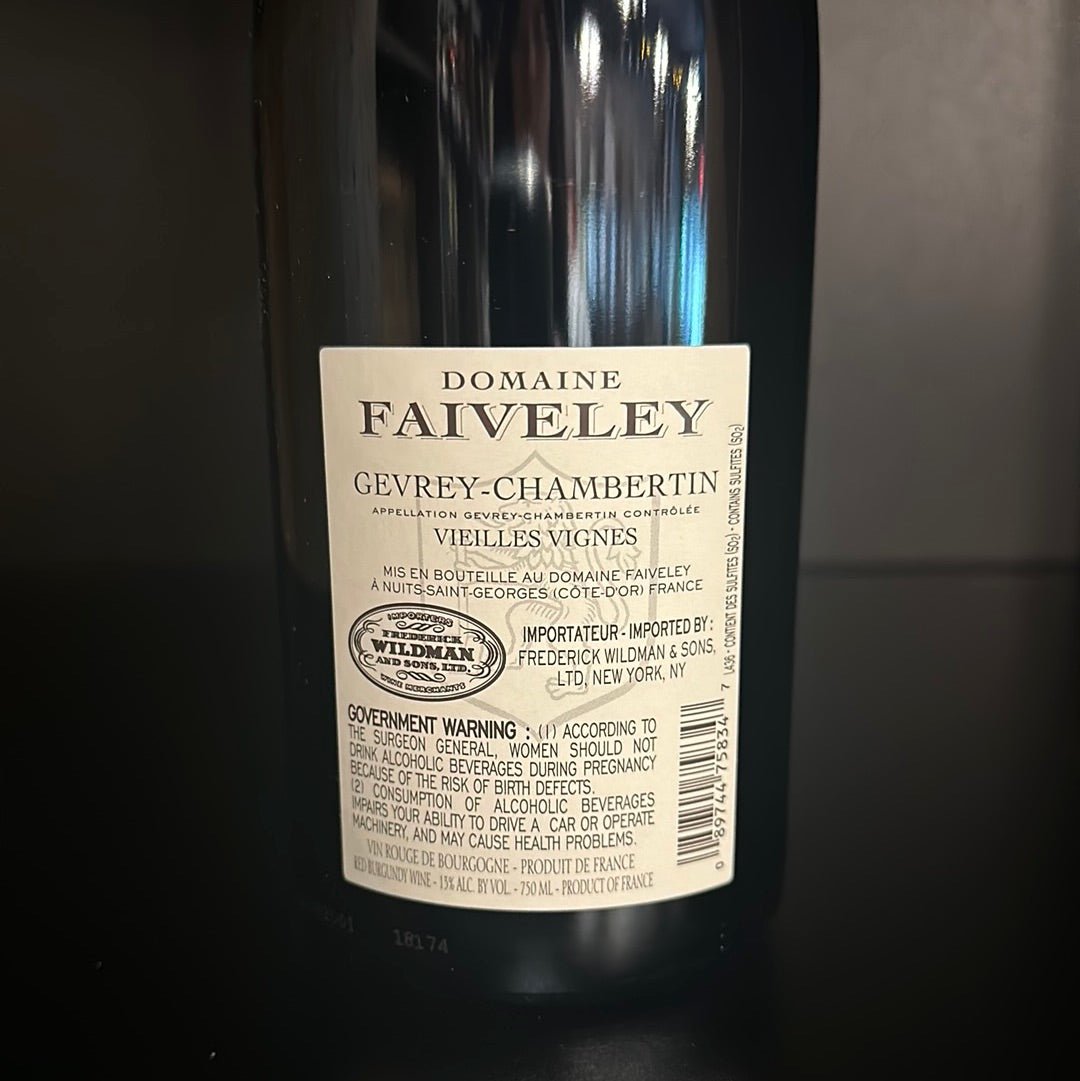 DOMAINE
FAIVELEY
GEVREY-CHAMBERTIN
APPELLATION GEVREY-CHAMBERTIN CONTRÔLÉE
VIEILLES VIGNES
MIS EN BOUTEILLE AU DOMAINE FAIVELEY
À NUITS-SAINT-GEORGES (CÔTE-D'OR) FRANCE
IMPORTERS
FREDERICK
WILDMAN
AND SONS, LTD.
WINE MERCHANTS
IMPORTATEUR - IMPORTED BY :
FREDERICK WILDMAN & SONS,
LTD, NEW YORK, NY
GOVERNMENT WARNING : (1) ACCORDING TO
THE SURGEON GENERAL, WOMEN SHOULD NOT
DRINK ALCOHOLIC BEVERAGES DURING PREGNANCY
BECAUSE OF THE RISK OF BIRTH DEFECTS.
(2) CONSUMPTION OF ALCOHOLIC BEVERAGES
IMPAIRS YOUR ABILITY TO DRIVE A CAR OR OPERATE
MACHINERY, AND MAY CAUSE HEALTH PROBLEMS.
VIN ROUGE DE BOURGOGNE - PRODUIT DE FRANCE
RED BURGUNDY WINE - 13% ALC. BY VOL. - 750 ML - PRODUCT OF FRANCE
L436 - CONTIENT DES SULFITES (SO2) - CONTAINS SULFITES (SO2)
0 89744 75834 7
18174